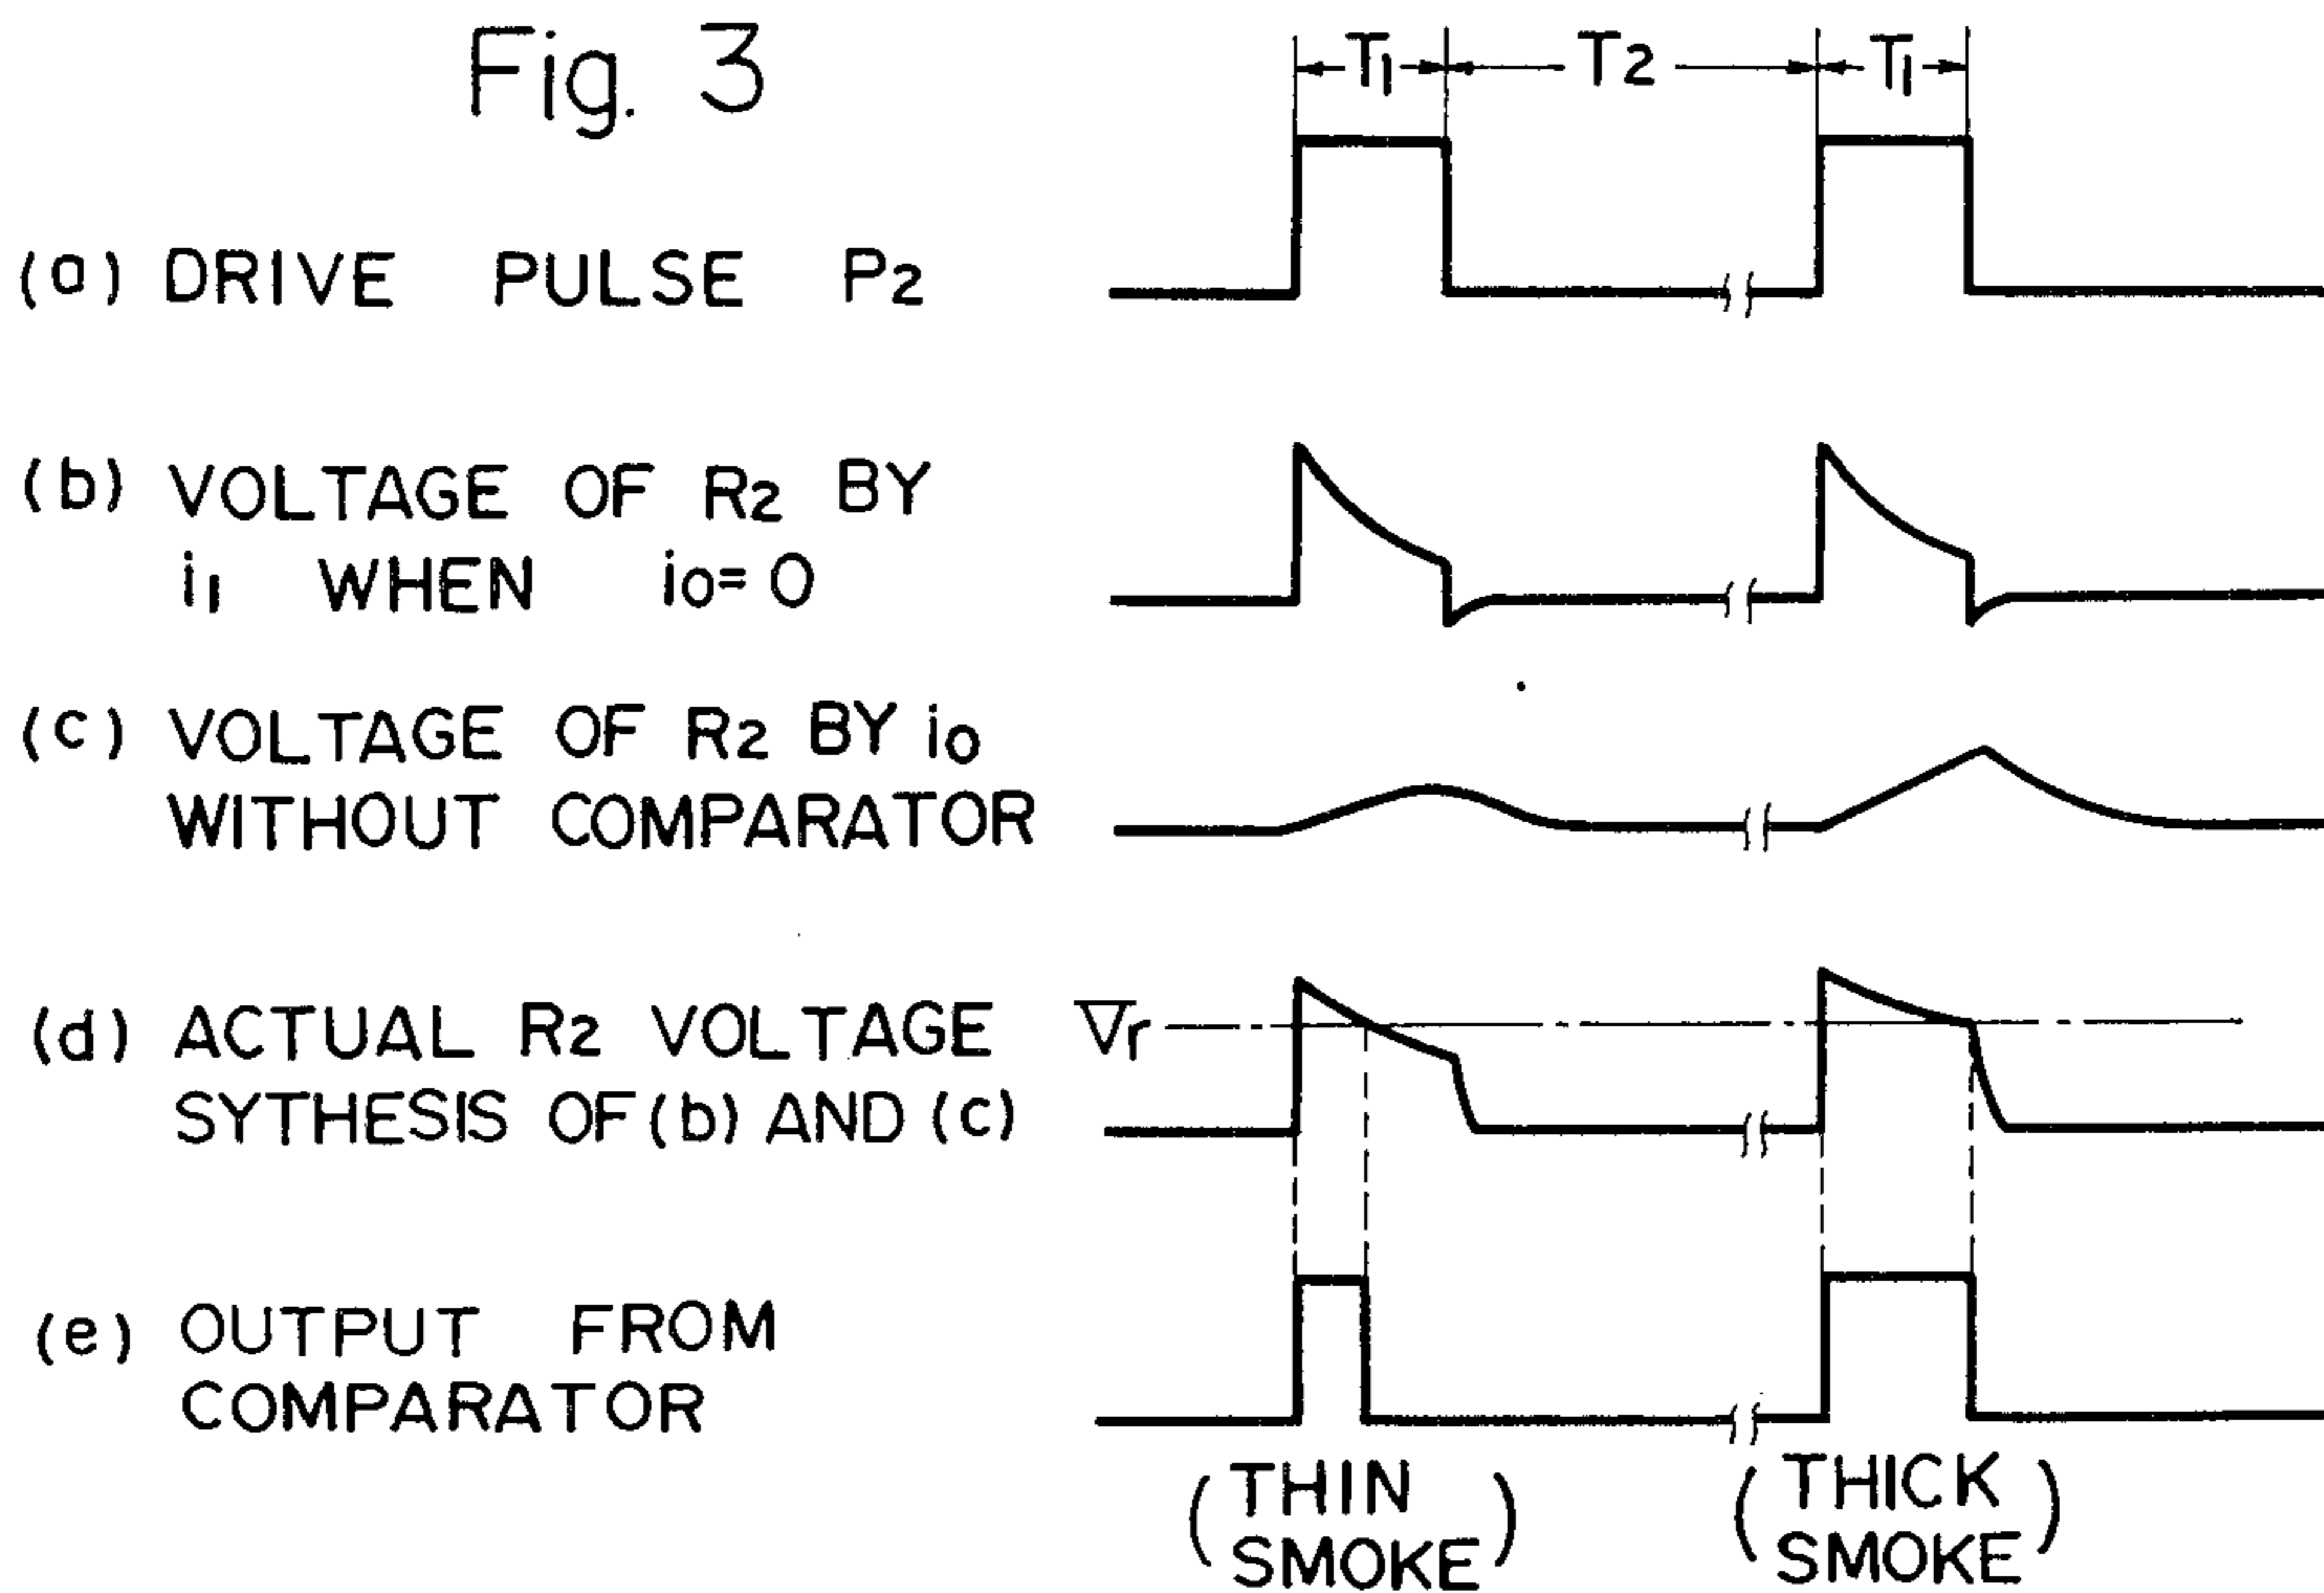 Fig. 3
T1 T2 T1
(a) DRIVE PULSE P2
(b) VOLTAGE OF R2 BY
i1 WHEN i0=0
(c) VOLTAGE OF R2 BY i0
WITHOUT COMPARATOR
(d) ACTUAL R2 VOLTAGE
SYTHESIS OF (b) AND (c)
Vr
(e) OUTPUT FROM
COMPARATOR
(THIN
SMOKE)
(THICK
SMOKE)